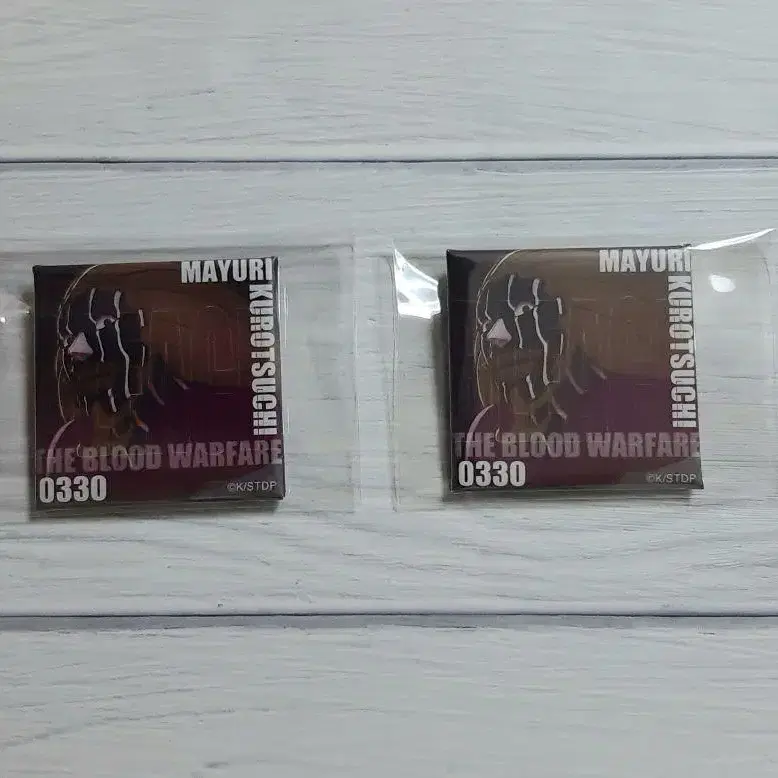 MAYURI
KUROTSUCHI
THE BLOOD WARFARE
0330
©K/STDP
MAYURI
KUROTSUCHI
THE BLOOD WARFARE
0330
©K/STDP